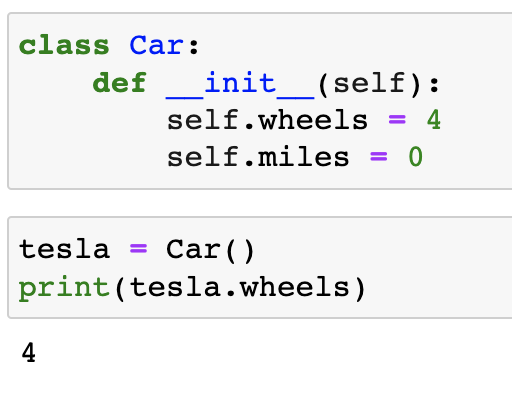 class Car:
    def __init__(self):
        self.wheels = 4
        self.miles = 0
tesla = Car()
print(tesla.wheels)
4